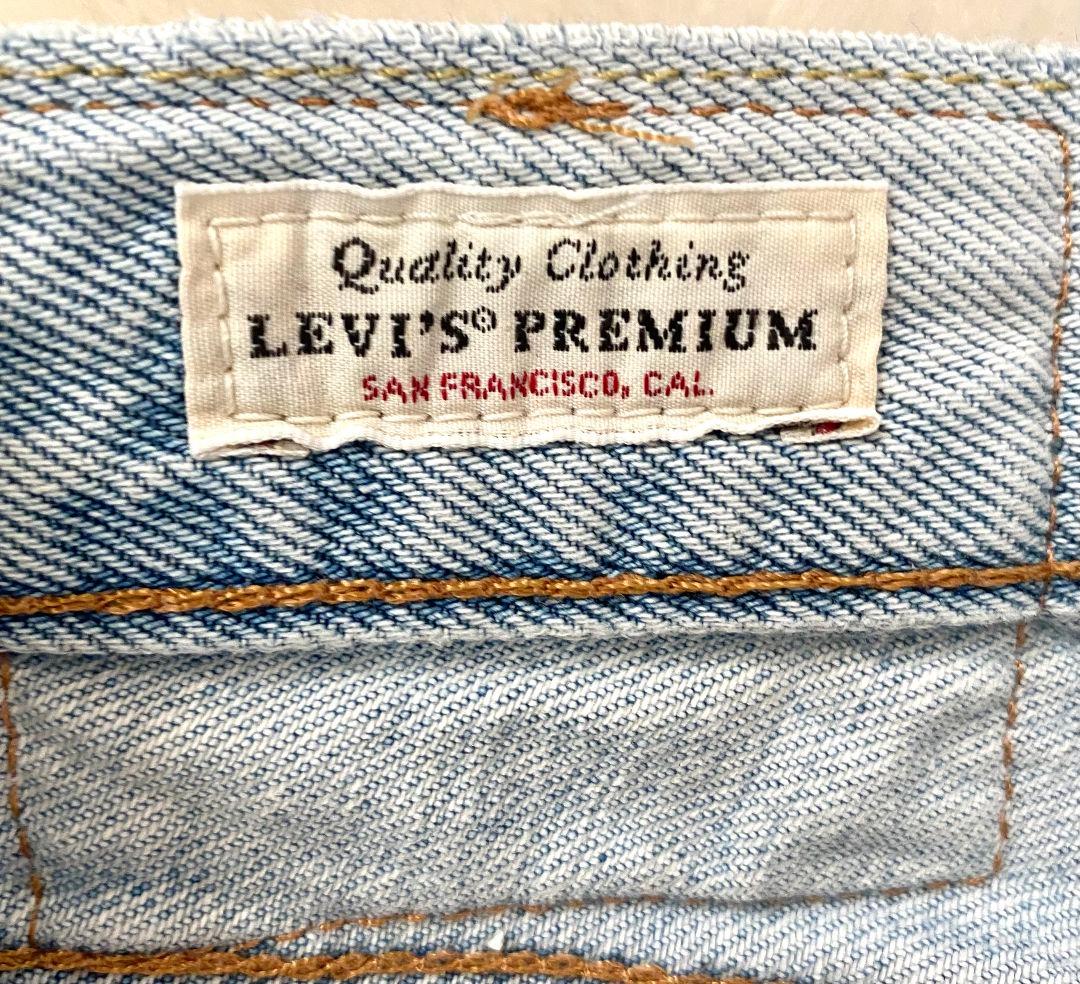 Quality Clothing
LEVI'S® PREMIUM
SAN FRANCISCO, CAL.